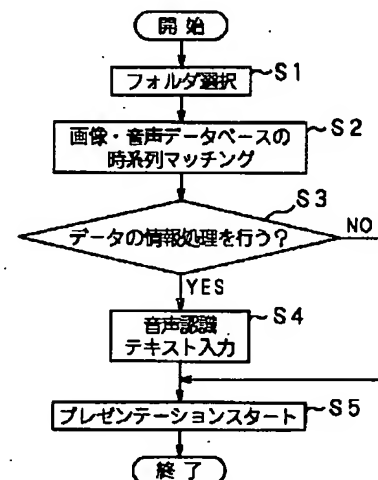 開始
フォルダ選択
S1
画像・音声データベースの
時系列マッチング
S2
データの情報処理を行う?
S3
NO
YES
音声認識
テキスト入力
S4
プレゼンテーションスタート
S5
終了